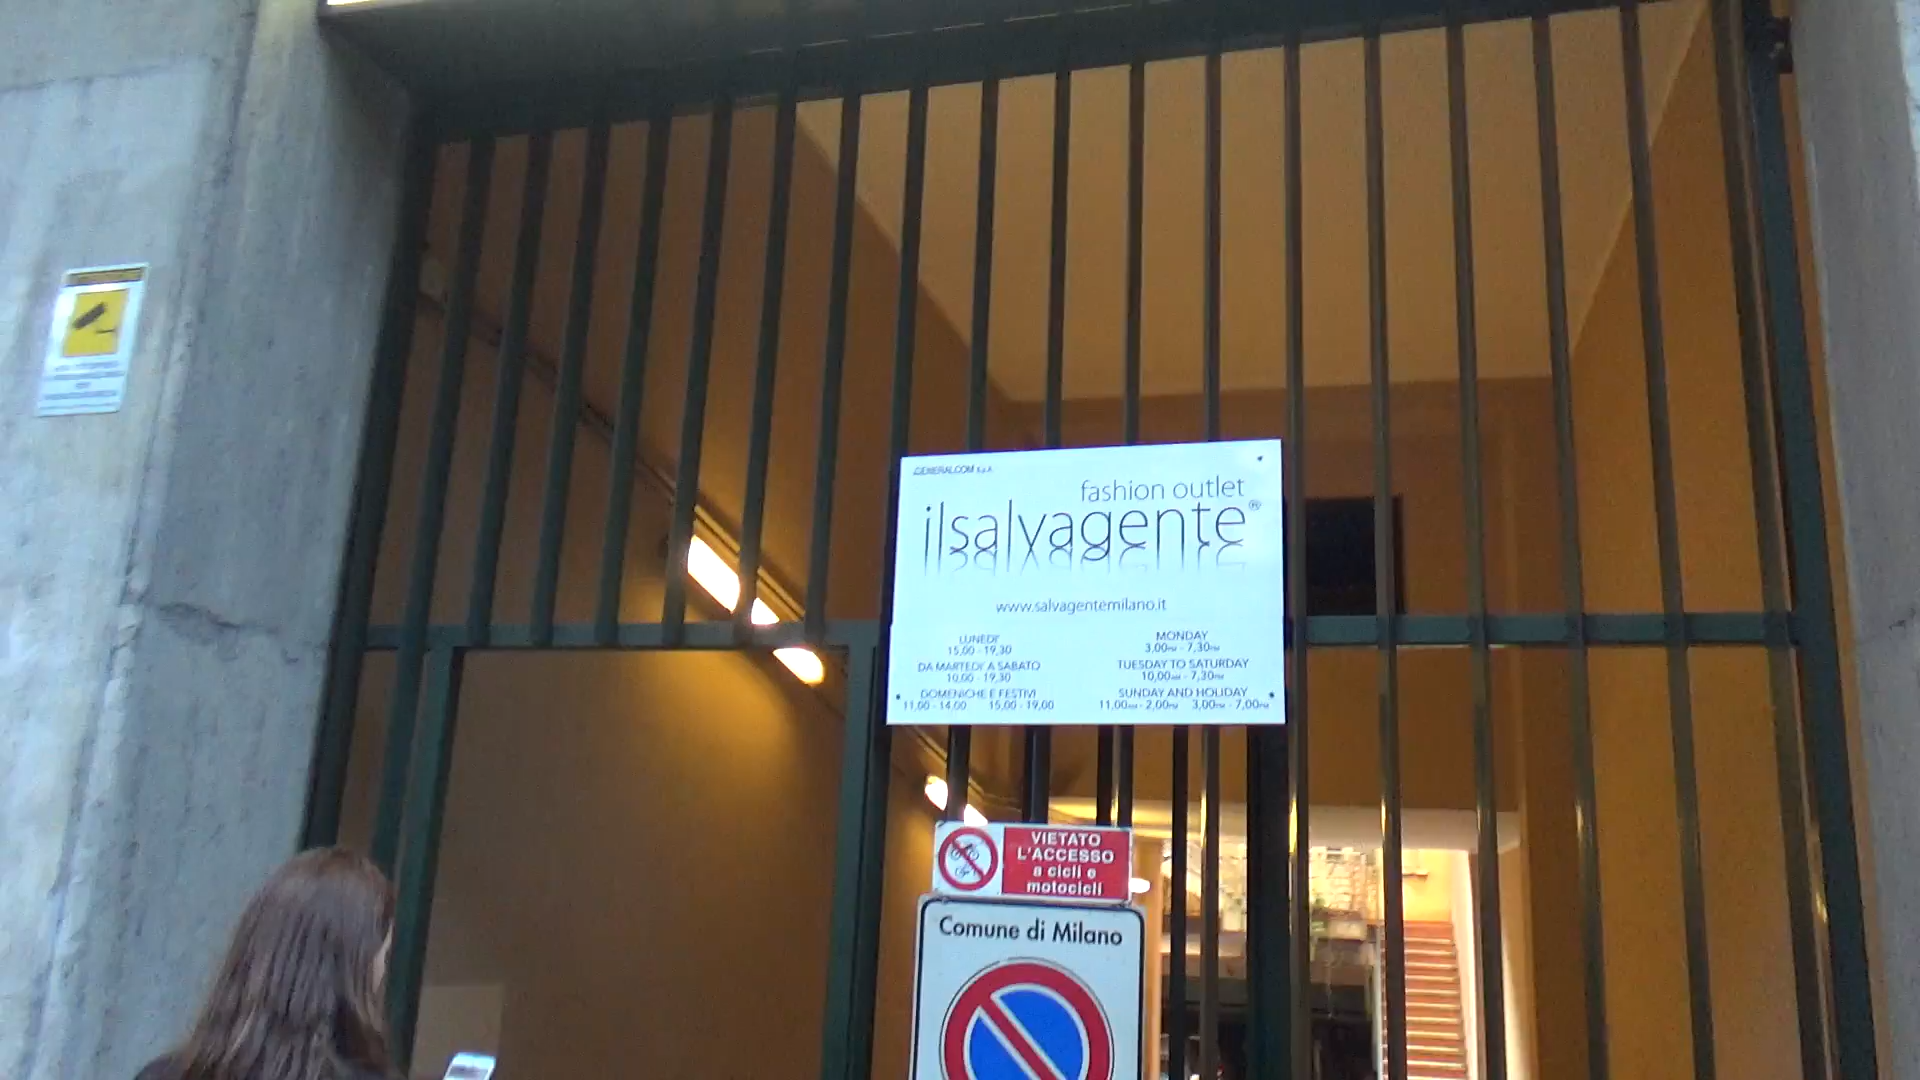 GENERALCOM S.p.A.
fashion outlet
ilsalvagente®
www.salvagentemilano.it
LUNEDI'
15,00 - 19,30
DA MARTEDI' A SABATO
10,00 - 19,30
DOMENICHE E FESTIVI
11,00 - 14,00 15,00 - 19,00
MONDAY
3,00PM - 7,30PM
TUESDAY TO SATURDAY
10,00AM - 7,30PM
SUNDAY AND HOLIDAY
11,00AM - 2,00PM 3,00PM - 7,00PM
VIETATO
L'ACCESSO
a cicli e
motocicli
Comune di Milano